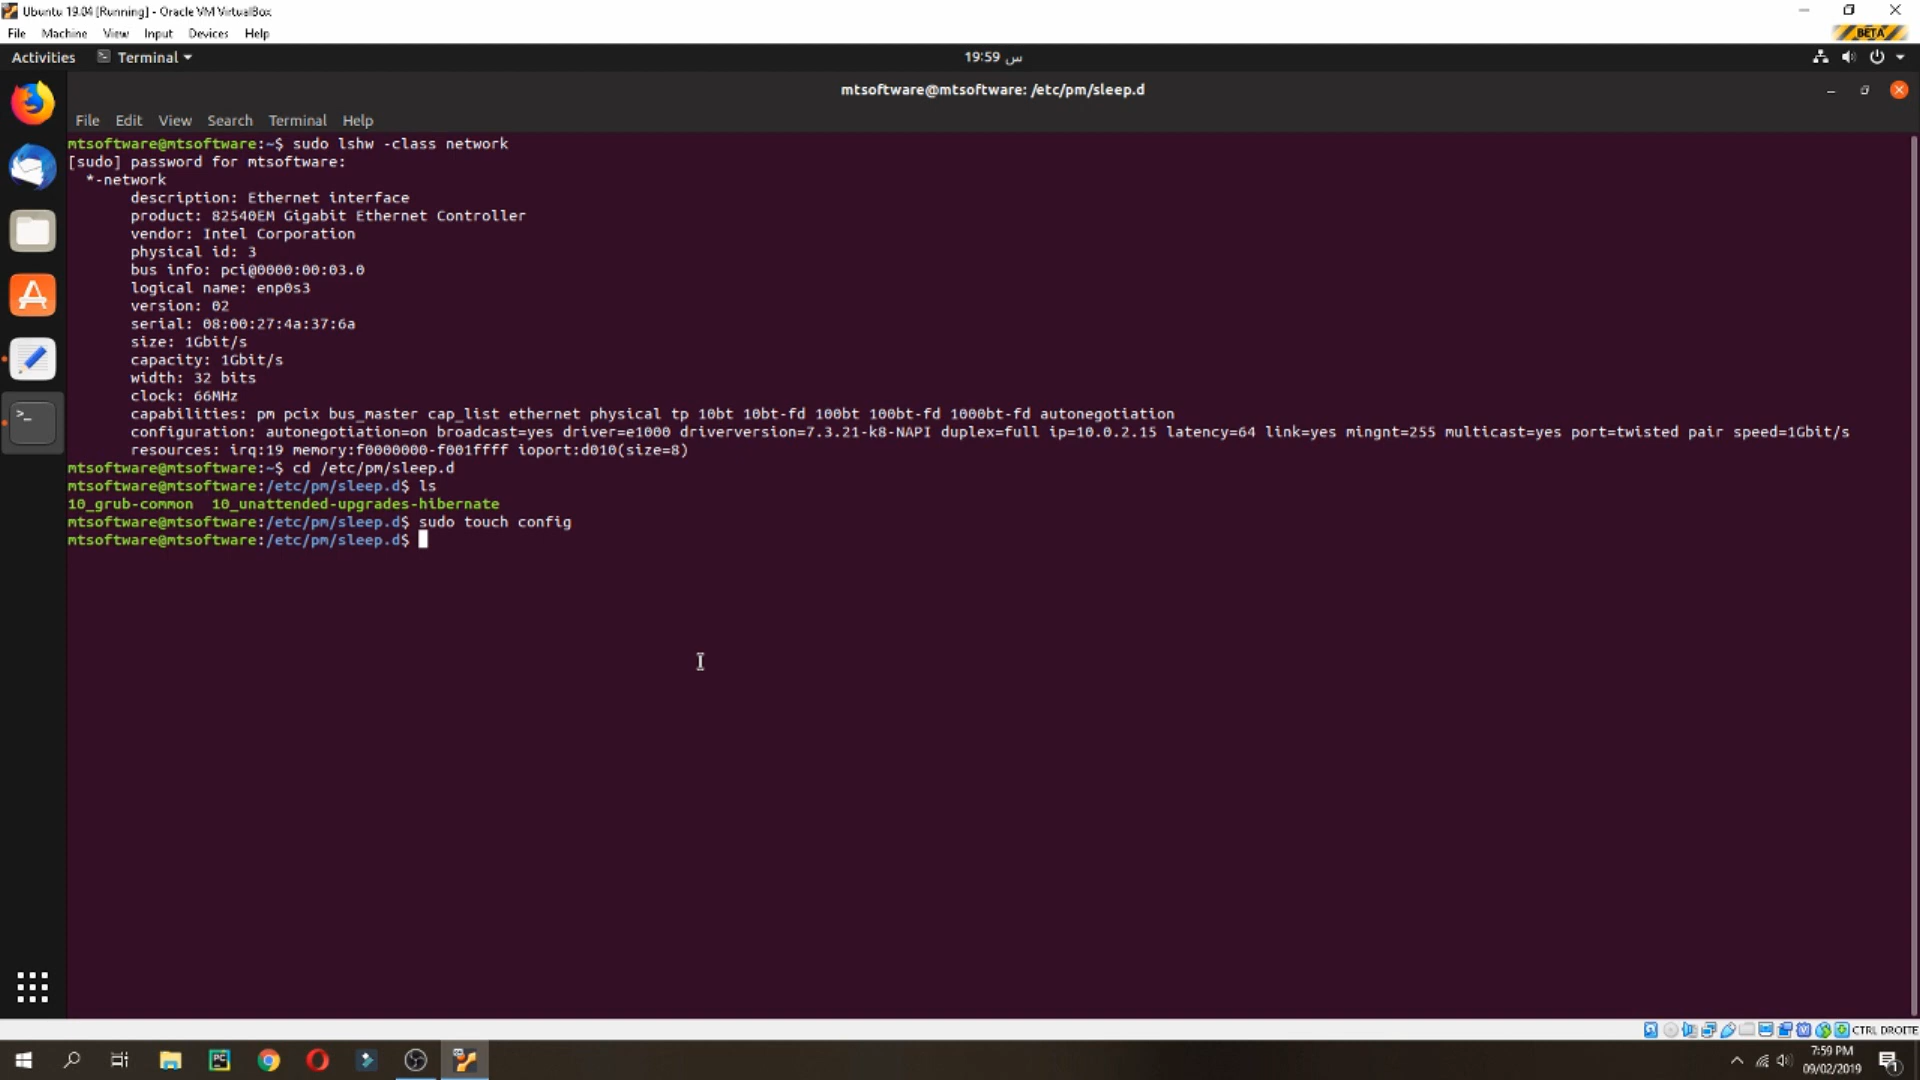 Ubuntu 19.04 [Running] - Oracle VM VirtualBox
File Machine View Input Devices Help
BETA
Activities Terminal 19:59 س
mtsoftware@mtsoftware: /etc/pm/sleep.d
File Edit View Search Terminal Help
mtsoftware@mtsoftware:~$ sudo lshw -class network
[sudo] password for mtsoftware:
*-network
description: Ethernet interface
product: 82540EM Gigabit Ethernet Controller
vendor: Intel Corporation
physical id: 3
bus info: pci@0000:00:03.0
logical name: enp0s3
version: 02
serial: 08:00:27:4a:37:6a
size: 1Gbit/s
capacity: 1Gbit/s
width: 32 bits
clock: 66MHz
capabilities: pm pcix bus_master cap_list ethernet physical tp 10bt 10bt-fd 100bt 100bt-fd 1000bt-fd autonegotiation
configuration: autonegotiation=on broadcast=yes driver=e1000 driverversion=7.3.21-k8-NAPI duplex=full ip=10.0.2.15 latency=64 link=yes mingnt=255 multicast=yes port=twisted pair speed=1Gbit/s
resources: irq:19 memory:f0000000-f001ffff ioport:d010(size=8)
mtsoftware@mtsoftware:~$ cd /etc/pm/sleep.d
mtsoftware@mtsoftware:/etc/pm/sleep.d$ ls
10_grub-common 10_unattended-upgrades-hibernate
mtsoftware@mtsoftware:/etc/pm/sleep.d$ sudo touch config
mtsoftware@mtsoftware:/etc/pm/sleep.d$
CTRL DROITE
7:59 PM
09/02/2019